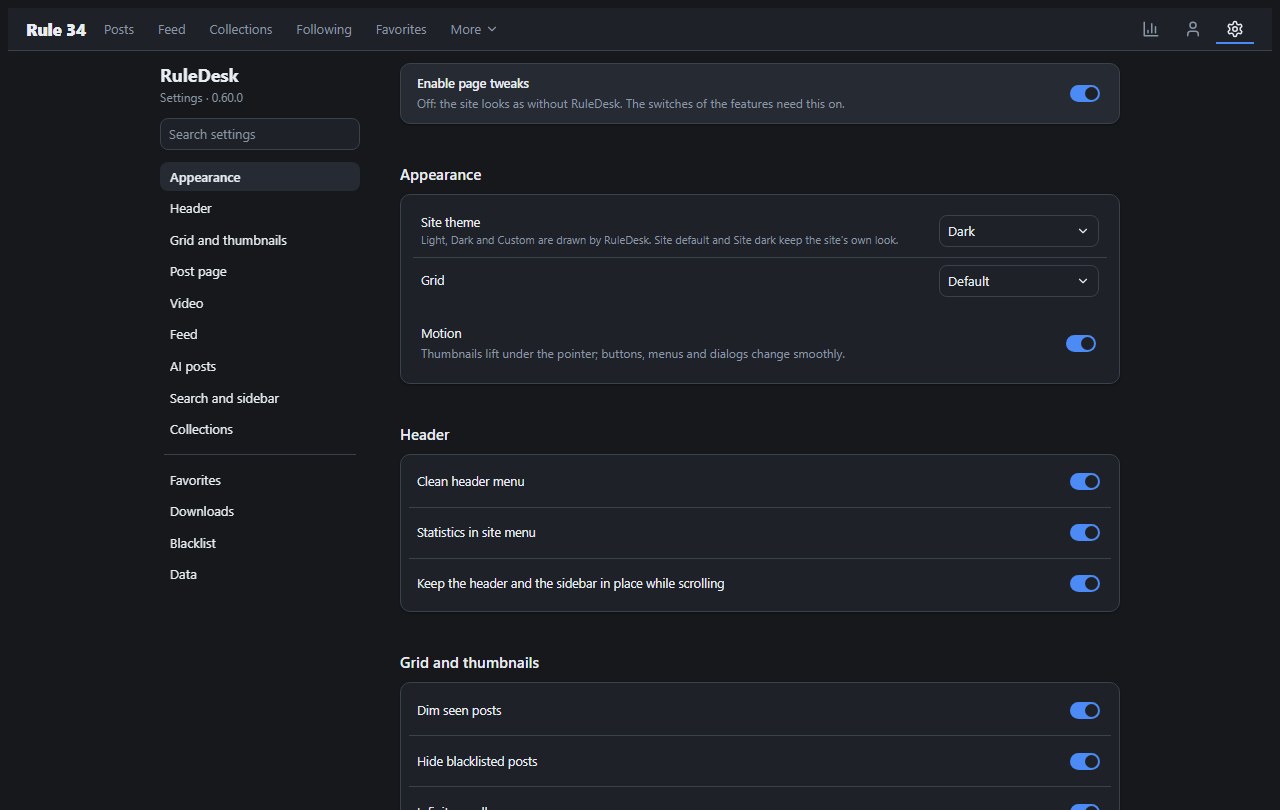 Rule 34 Posts Feed Collections Following Favorites More
RuleDesk
Settings · 0.60.0
Search settings
Appearance
Header
Grid and thumbnails
Post page
Video
Feed
AI posts
Search and sidebar
Collections
Favorites
Downloads
Blacklist
Data
Enable page tweaks
Off: the site looks as without RuleDesk. The switches of the features need this on.
Appearance
Site theme
Light, Dark and Custom are drawn by RuleDesk. Site default and Site dark keep the site's own look.
Dark
Grid
Default
Motion
Thumbnails lift under the pointer; buttons, menus and dialogs change smoothly.
Header
Clean header menu
Statistics in site menu
Keep the header and the sidebar in place while scrolling
Grid and thumbnails
Dim seen posts
Hide blacklisted posts